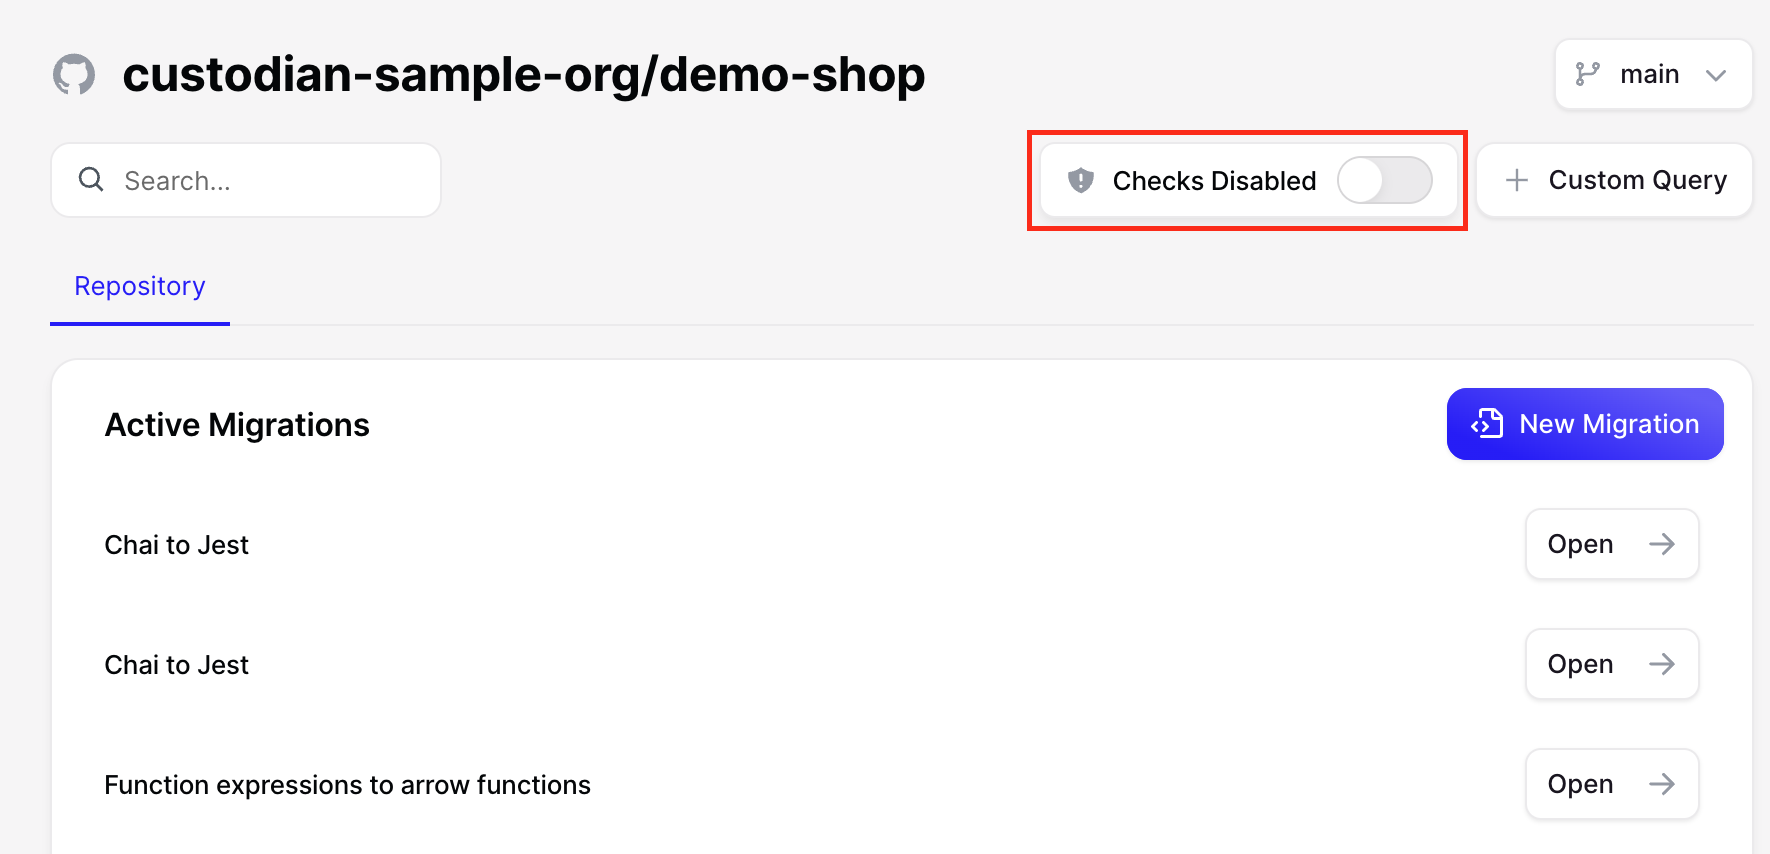 custodian-sample-org/demo-shop
main
Search...
Checks Disabled
Custom Query
Repository
Active Migrations
New Migration
Chai to Jest
Open
Chai to Jest
Open
Function expressions to arrow functions
Open